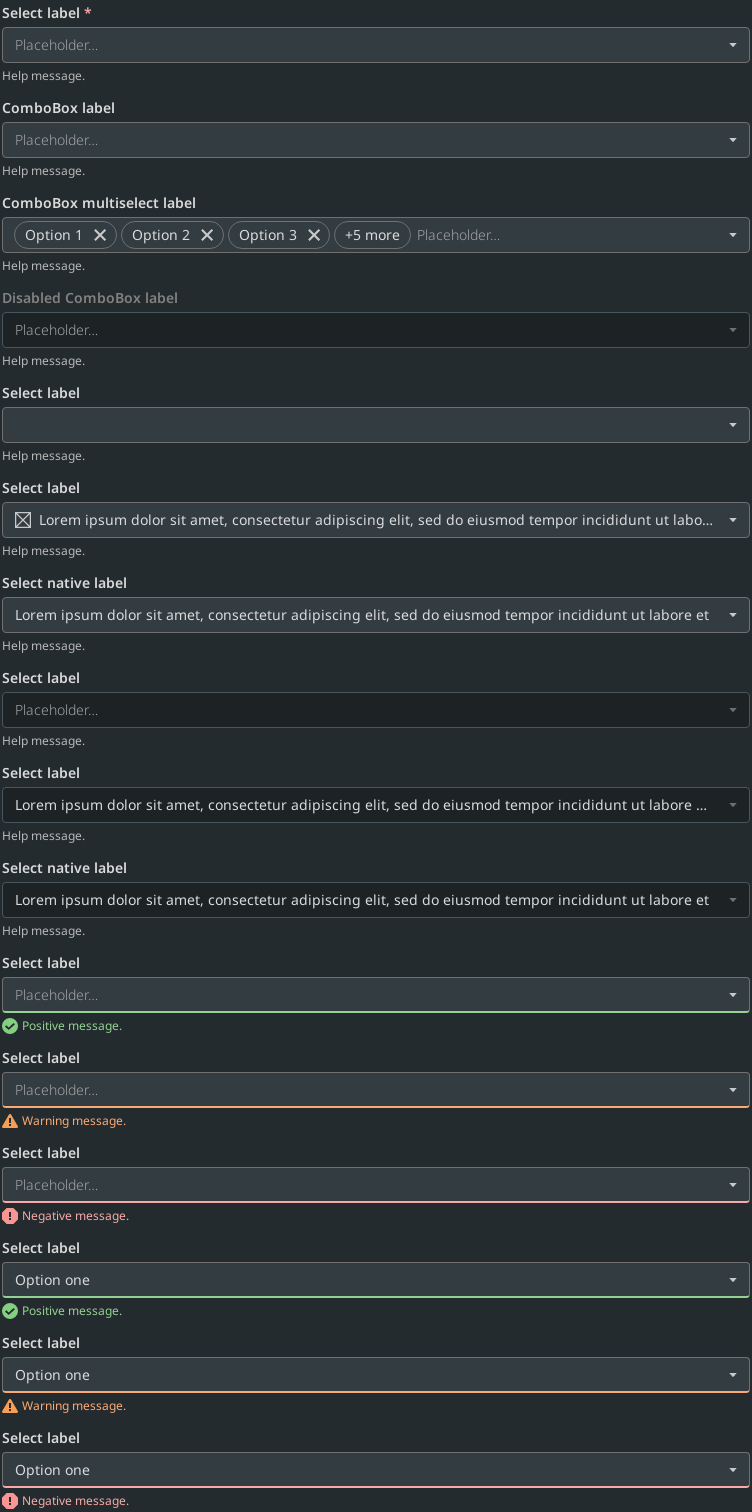 Select label *
Placeholder...
Help message.
ComboBox label
Placeholder...
Help message.
ComboBox multiselect label
Option 1 Option 2 Option 3 +5 more Placeholder...
Help message.
Disabled ComboBox label
Placeholder...
Help message.
Select label
Help message.
Select label
Lorem ipsum dolor sit amet, consectetur adipiscing elit, sed do eiusmod tempor incididunt ut labo...
Help message.
Select native label
Lorem ipsum dolor sit amet, consectetur adipiscing elit, sed do eiusmod tempor incididunt ut labore et
Help message.
Select label
Placeholder...
Help message.
Select label
Lorem ipsum dolor sit amet, consectetur adipiscing elit, sed do eiusmod tempor incididunt ut labore ...
Help message.
Select native label
Lorem ipsum dolor sit amet, consectetur adipiscing elit, sed do eiusmod tempor incididunt ut labore et
Help message.
Select label
Placeholder...
Positive message.
Select label
Placeholder...
Warning message.
Select label
Placeholder...
Negative message.
Select label
Option one
Positive message.
Select label
Option one
Warning message.
Select label
Option one
Negative message.